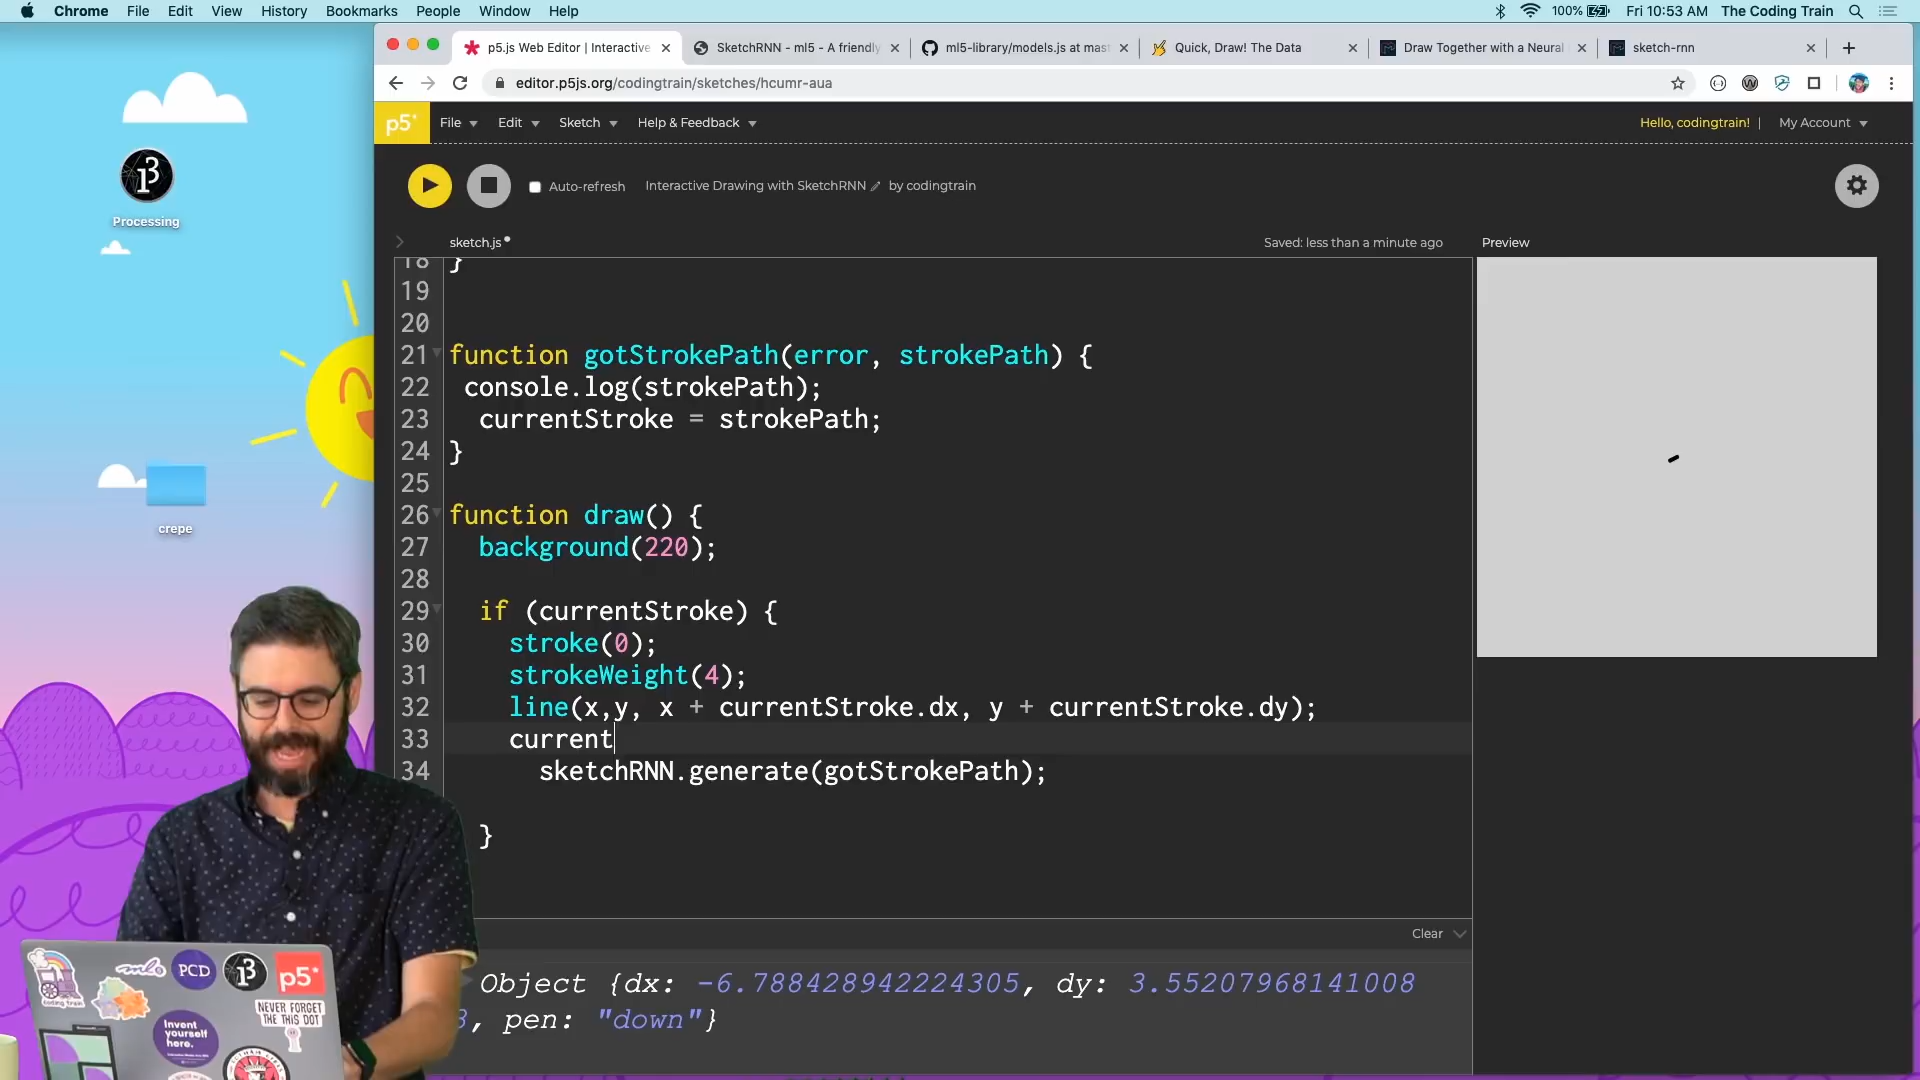 Chrome File Edit View History Bookmarks People Window Help 100% Fri 10:53 AM The Coding Train
p5.js Web Editor | Interactive SketchRNN - ml5 - A friendly ml5-library/models.js at mast Quick, Draw! The Data Draw Together with a Neural sketch-rnn
editor.p5js.org/codingtrain/sketches/hcumr-aua
p5* File Edit Sketch Help & Feedback Hello, codingtrain! | My Account
Auto-refresh Interactive Drawing with SketchRNN by codingtrain
Processing
sketch.js Saved: less than a minute ago Preview
18 }
19
20
21 function gotStrokePath(error, strokePath) {
22 console.log(strokePath);
23 currentStroke = strokePath;
24 }
25
26 function draw() {
27 background(220);
28
29 if (currentStroke) {
30 stroke(0);
31 strokeWeight(4);
32 line(x,y, x + currentStroke.dx, y + currentStroke.dy);
33 current
34 sketchRNN.generate(gotStrokePath);
}
crepe
Clear
Object {dx: -6.788428942224305, dy: 3.55207968141008
3, pen: "down"}
coding train
ml5
PCD
p5*
NEVER FORGET
THE THIS DOT
Invent
yourself
here.